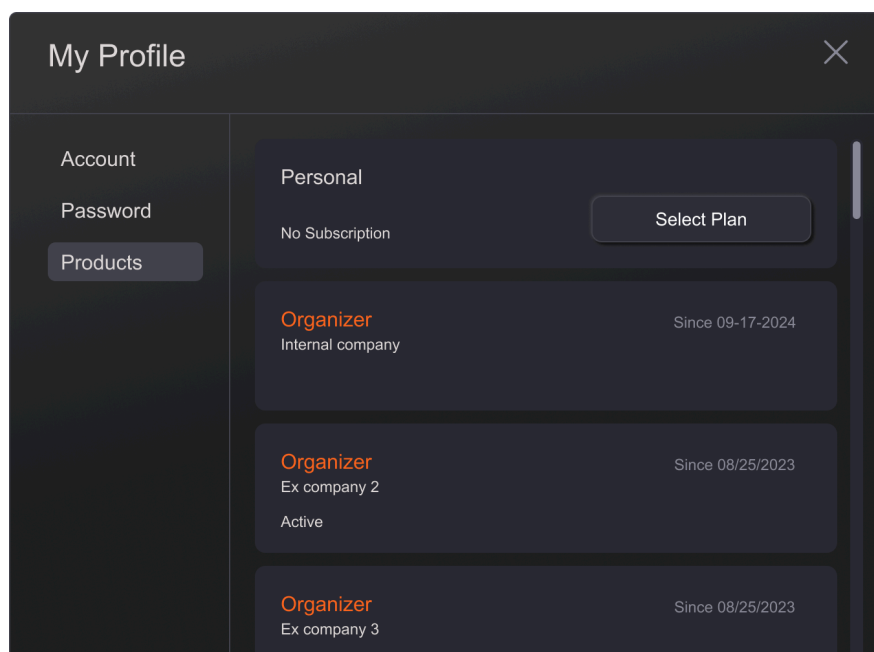 My Profile
Account
Password
Products
Personal
No Subscription
Select Plan
Organizer
Since 09-17-2024
Internal company
Organizer
Since 08/25/2023
Ex company 2
Active
Organizer
Since 08/25/2023
Ex company 3